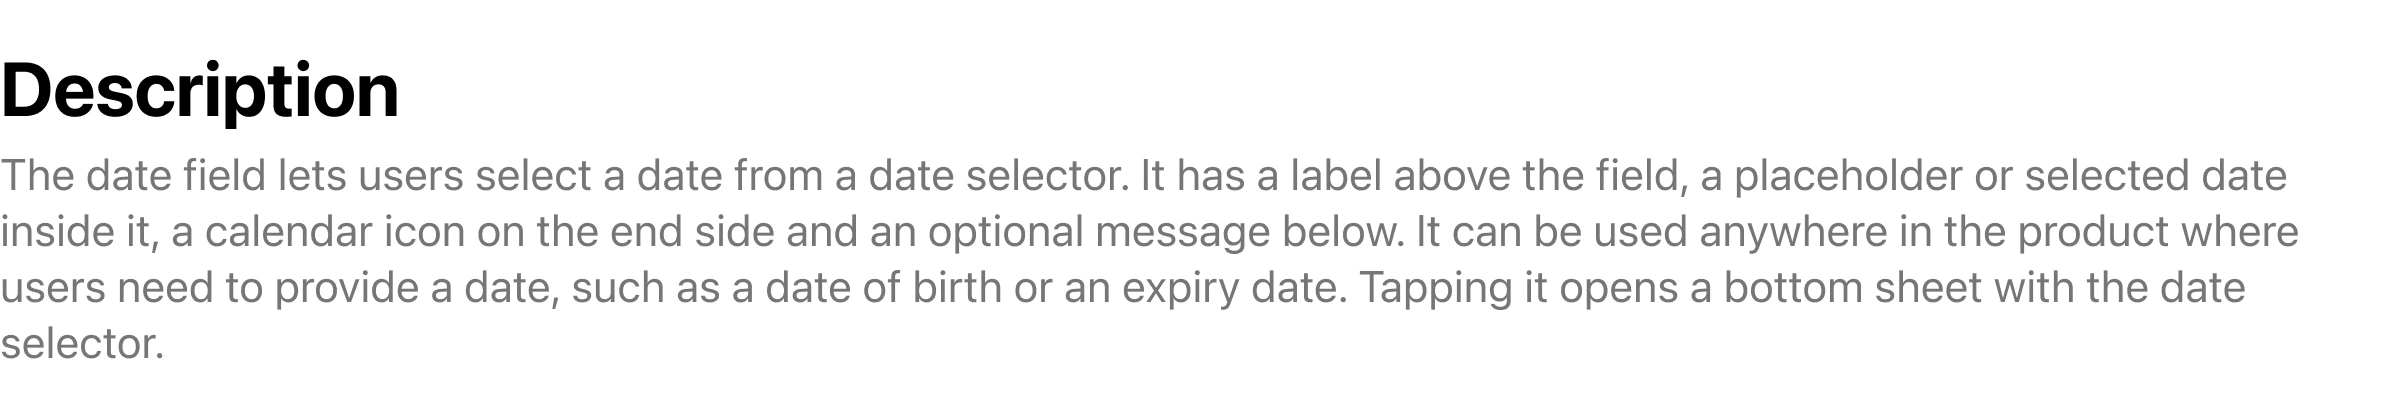 Description
The date field lets users select a date from a date selector. It has a label above the field, a placeholder or selected date
inside it, a calendar icon on the end side and an optional message below. It can be used anywhere in the product where
users need to provide a date, such as a date of birth or an expiry date. Tapping it opens a bottom sheet with the date
selector.